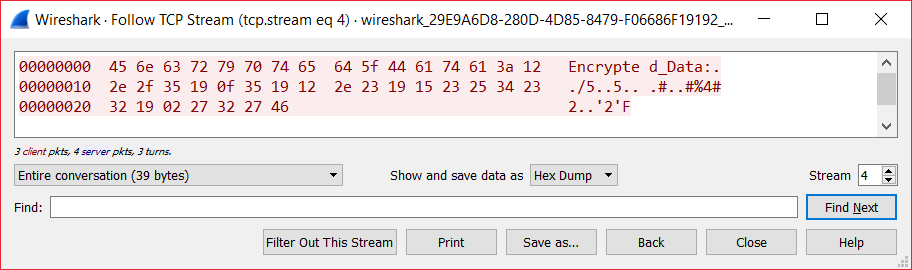 Wireshark · Follow TCP Stream (tcp.stream eq 4) · wireshark_29E9A6D8-280D-4D85-8479-F06686F19192_...
00000000  45 6e 63 72 79 70 74 65  64 5f 44 61 74 61 3a 12   Encrypte d_Data:.
00000010  2e 2f 35 19 0f 35 19 12  2e 23 19 15 23 25 34 23   ./5..5.. .#..#%4#
00000020  32 19 02 27 32 27 46                               2..'2'F
3 client pkts, 4 server pkts, 3 turns.
Entire conversation (39 bytes)
Show and save data as
Hex Dump
Stream
4
Find:
Find Next
Filter Out This Stream
Print
Save as...
Back
Close
Help